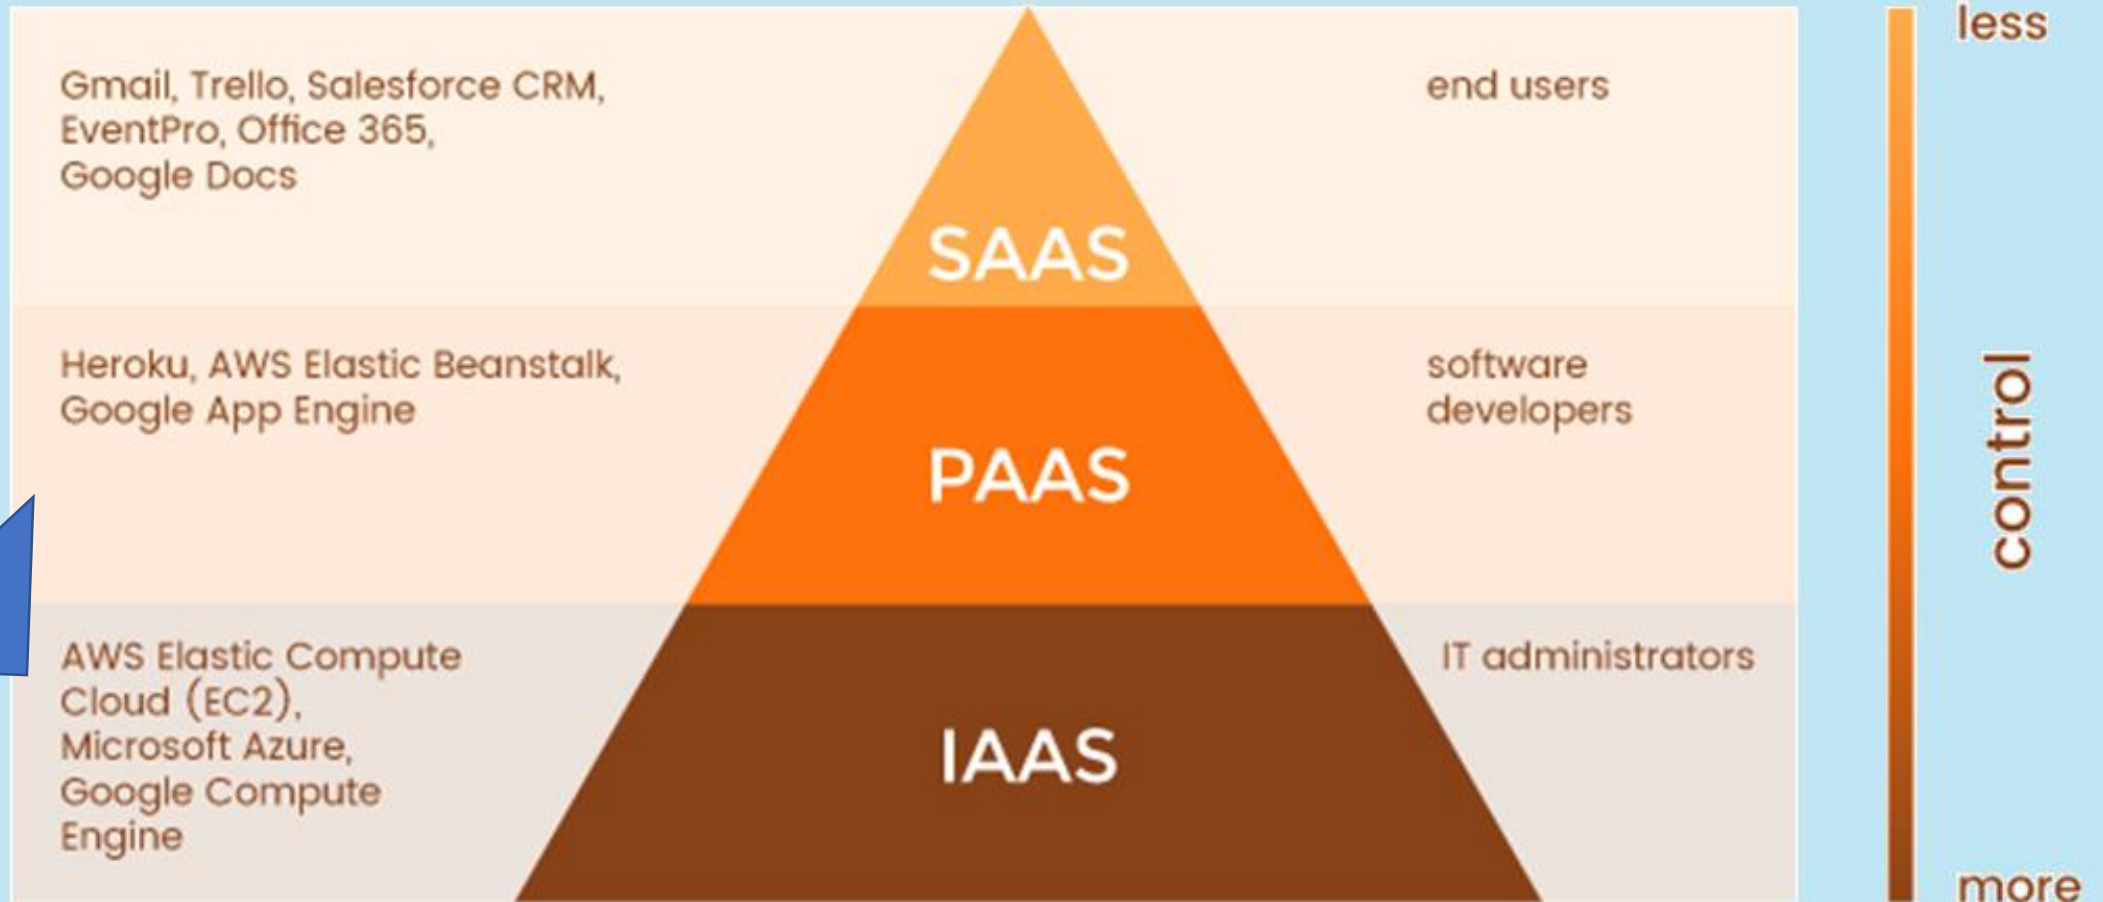 less
Gmail, Trello, Salesforce CRM,
EventPro, Office 365,
Google Docs
end users
SAAS
Heroku, AWS Elastic Beanstalk,
Google App Engine
software
developers
PAAS
control
AWS Elastic Compute
Cloud (EC2),
Microsoft Azure,
Google Compute
Engine
IT administrators
IAAS
more